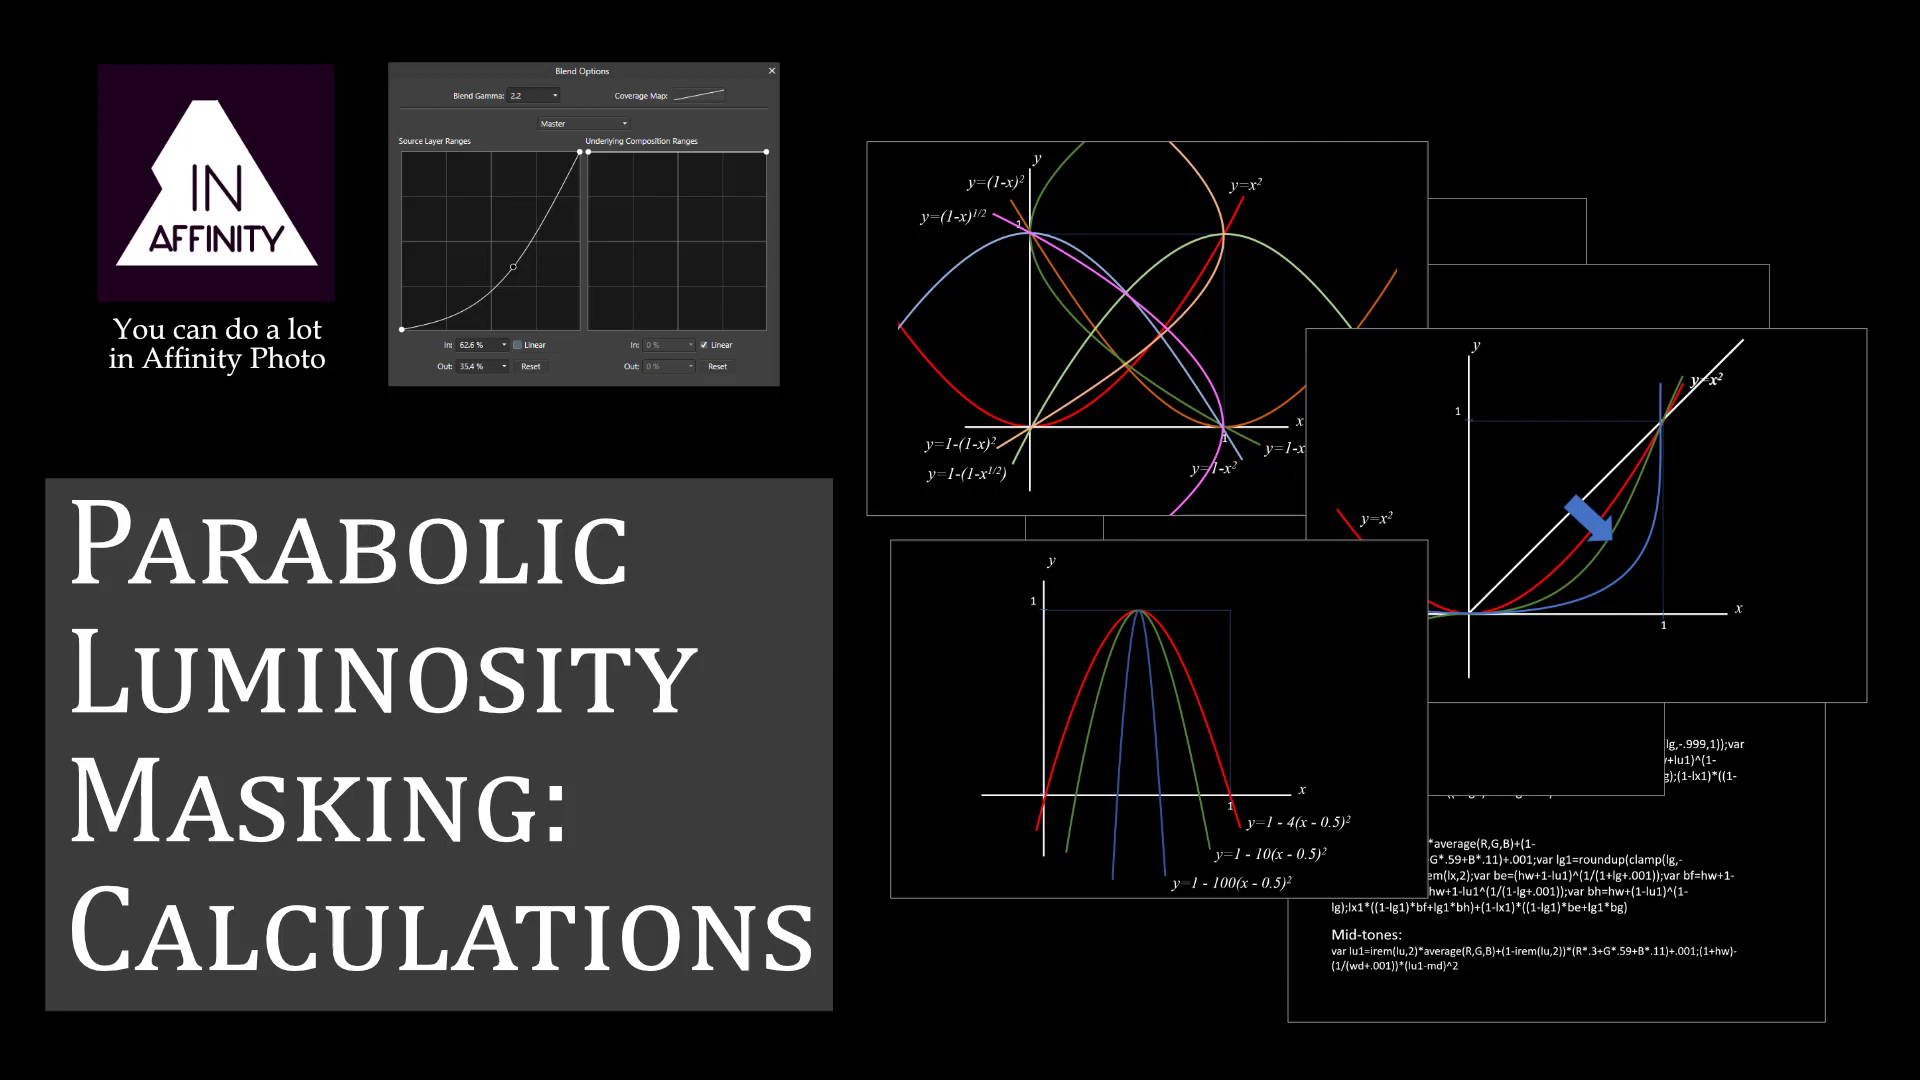 IN
AFFINITY
You can do a lot
in Affinity Photo
Blend Options
Blend Gamma: 2.2
Coverage Map:
Master
Source Layer Ranges
Underlying Composition Ranges
In: 62.6 % Linear
Out: 35.4 % Reset
In: 0 % Linear
Out: 0 % Reset
PARABOLIC
LUMINOSITY
MASKING:
CALCULATIONS
y
y=(1-x)²
y=x²
y=(1-x)^{1/2}
1
x
1
y=1-(1-x)²
y=1-x
y=1-x²
y=1-(1-x^{1/2})
y
y=x²
1
y=x²
x
1
y
1
x
1
y=1 - 4(x - 0.5)²
y=1 - 10(x - 0.5)²
y=1 - 100(x - 0.5)²
lg,-.999,1));var
+lu1)^(1-
);(1-lx1)*((1-
*average(R,G,B)+(1-
G*.59+B*.11)+.001;var lg1=roundup(clamp(lg,-
em(lx,2);var be=(hw+1-lu1)^(1/(1+lg+.001));var bf=hw+1-
hw+1-lu1^(1/(1-lg+.001));var bh=hw+(1-lu1)^(1-
lg);lx1*((1-lg1)*bf+lg1*bh)+(1-lx1)*((1-lg1)*be+lg1*bg)
Mid-tones:
var lu1=irem(lu,2)*average(R,G,B)+(1-irem(lu,2))*(R*.3+G*.59+B*.11)+.001;(1+hw)-
(1/(wd+.001))*(lu1-md)^2